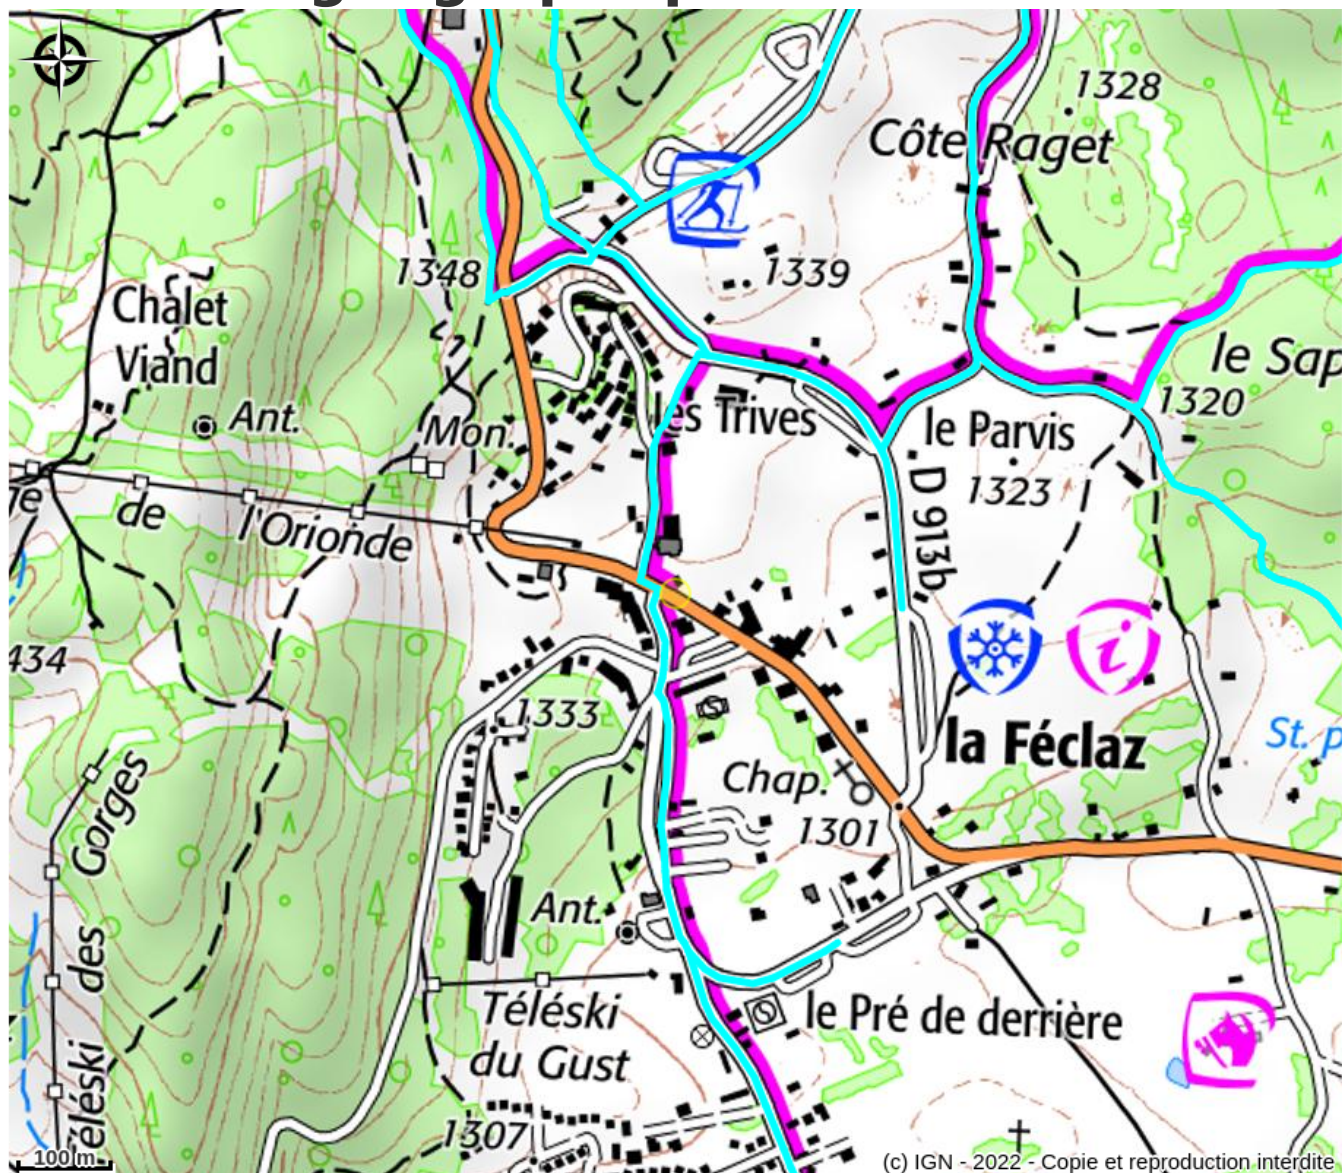 1328
Côte Raget
1348
1339
Chalet
Viand
le Sap
Ant.
Mon.
les Trives
le Parvis
1320
1323
de
l'Orionde
D 913b
434
1333
la Féclaz
St. p
Chap.
1301
Téléski des Gorges
Ant.
Téléski
du Gust
le Pré de derrière
1307
100 m
(c) IGN - 2022 - Copie et reproduction interdite